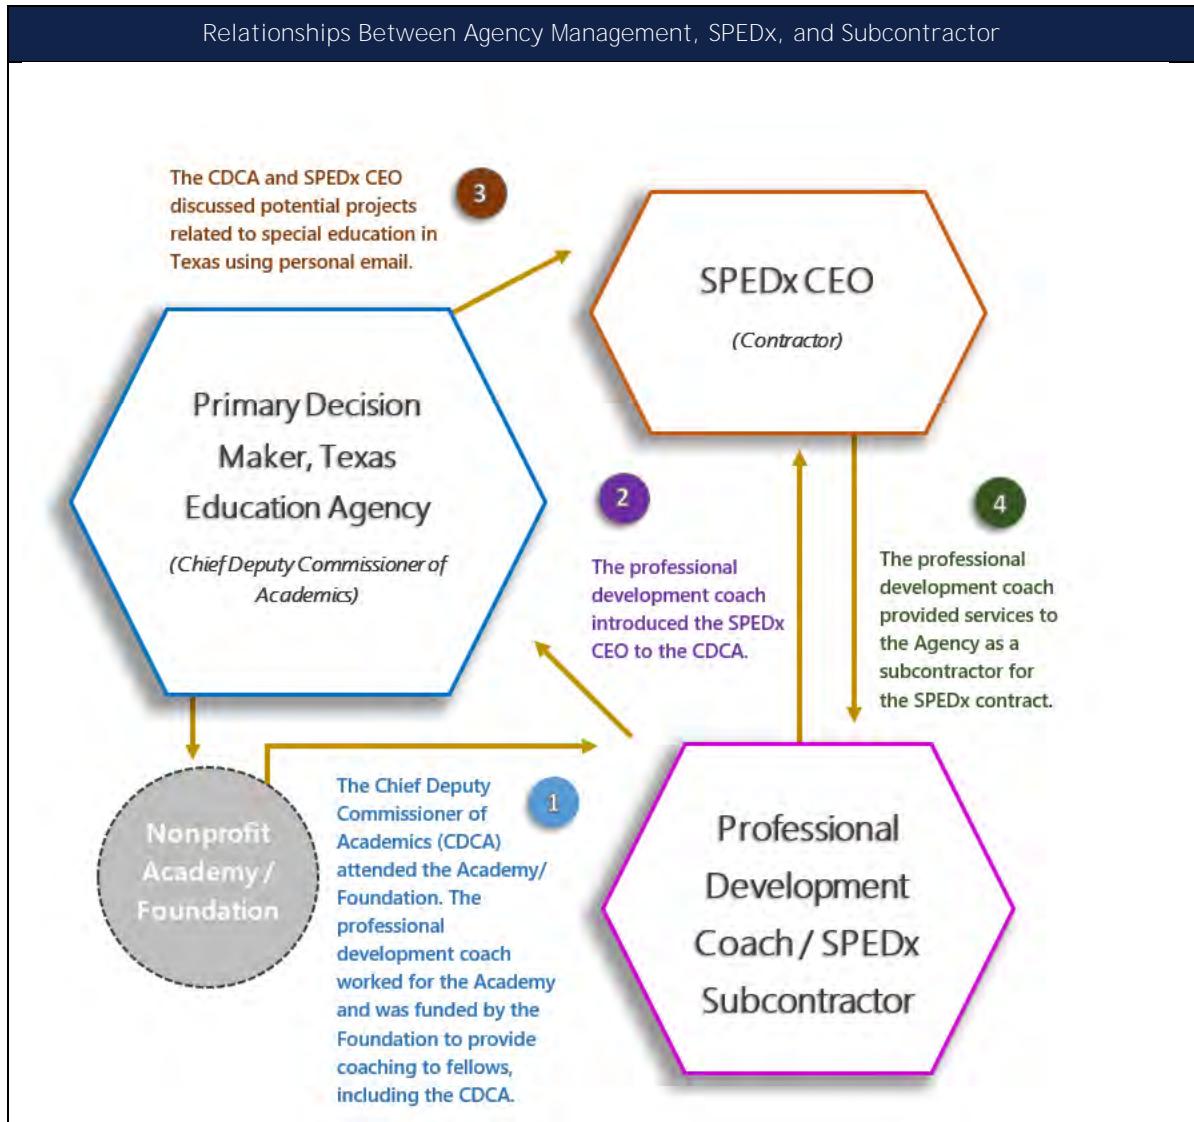 Relationships Between Agency Management, SPEDx, and Subcontractor
The CDCA and SPEDx CEO
discussed potential projects
related to special education in
Texas using personal email.
3
SPEDx CEO
(Contractor)
Primary Decision
Maker, Texas
Education Agency
(Chief Deputy Commissioner of
Academics)
2
The professional
development coach
introduced the SPEDx
CEO to the CDCA.
4
The professional
development coach
provided services to
the Agency as a
subcontractor for
the SPEDx contract.
Nonprofit
Academy /
Foundation
1
The Chief Deputy
Commissioner of
Academics (CDCA)
attended the Academy/
Foundation. The
professional
development coach
worked for the Academy
and was funded by the
Foundation to provide
coaching to fellows,
including the CDCA.
Professional
Development
Coach / SPEDx
Subcontractor